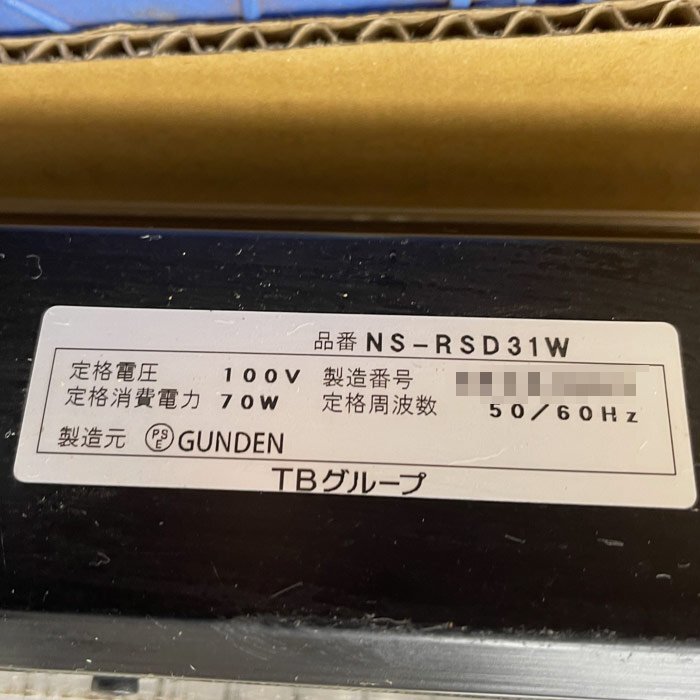 3
品番 NS-RSD31W
定格電圧 100V 製造番号
定格消費電力 70W 定格周波数 50/60Hz
製造元 PSE GUNDEN
TBグループ